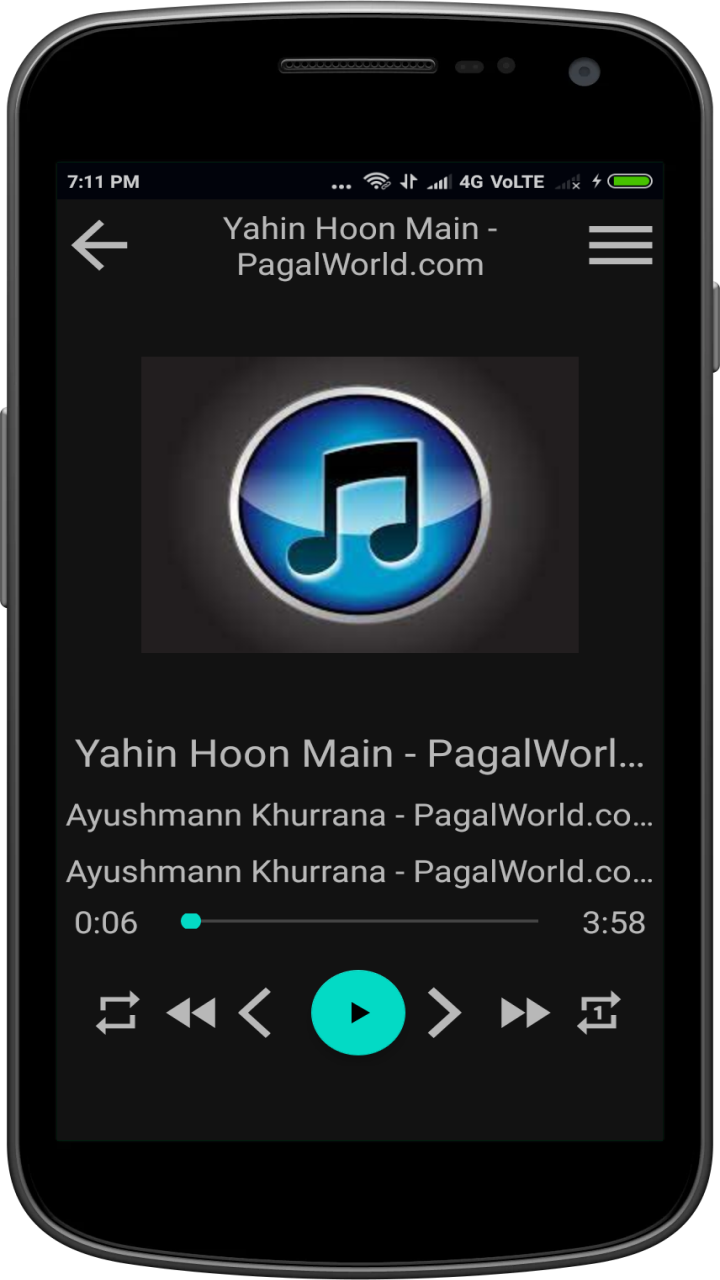 7:11 PM ... 4G VoLTE
Yahin Hoon Main -
PagalWorld.com
Yahin Hoon Main - PagalWorl...
Ayushmann Khurrana - PagalWorld.co...
Ayushmann Khurrana - PagalWorld.co...
0:06 3:58
1